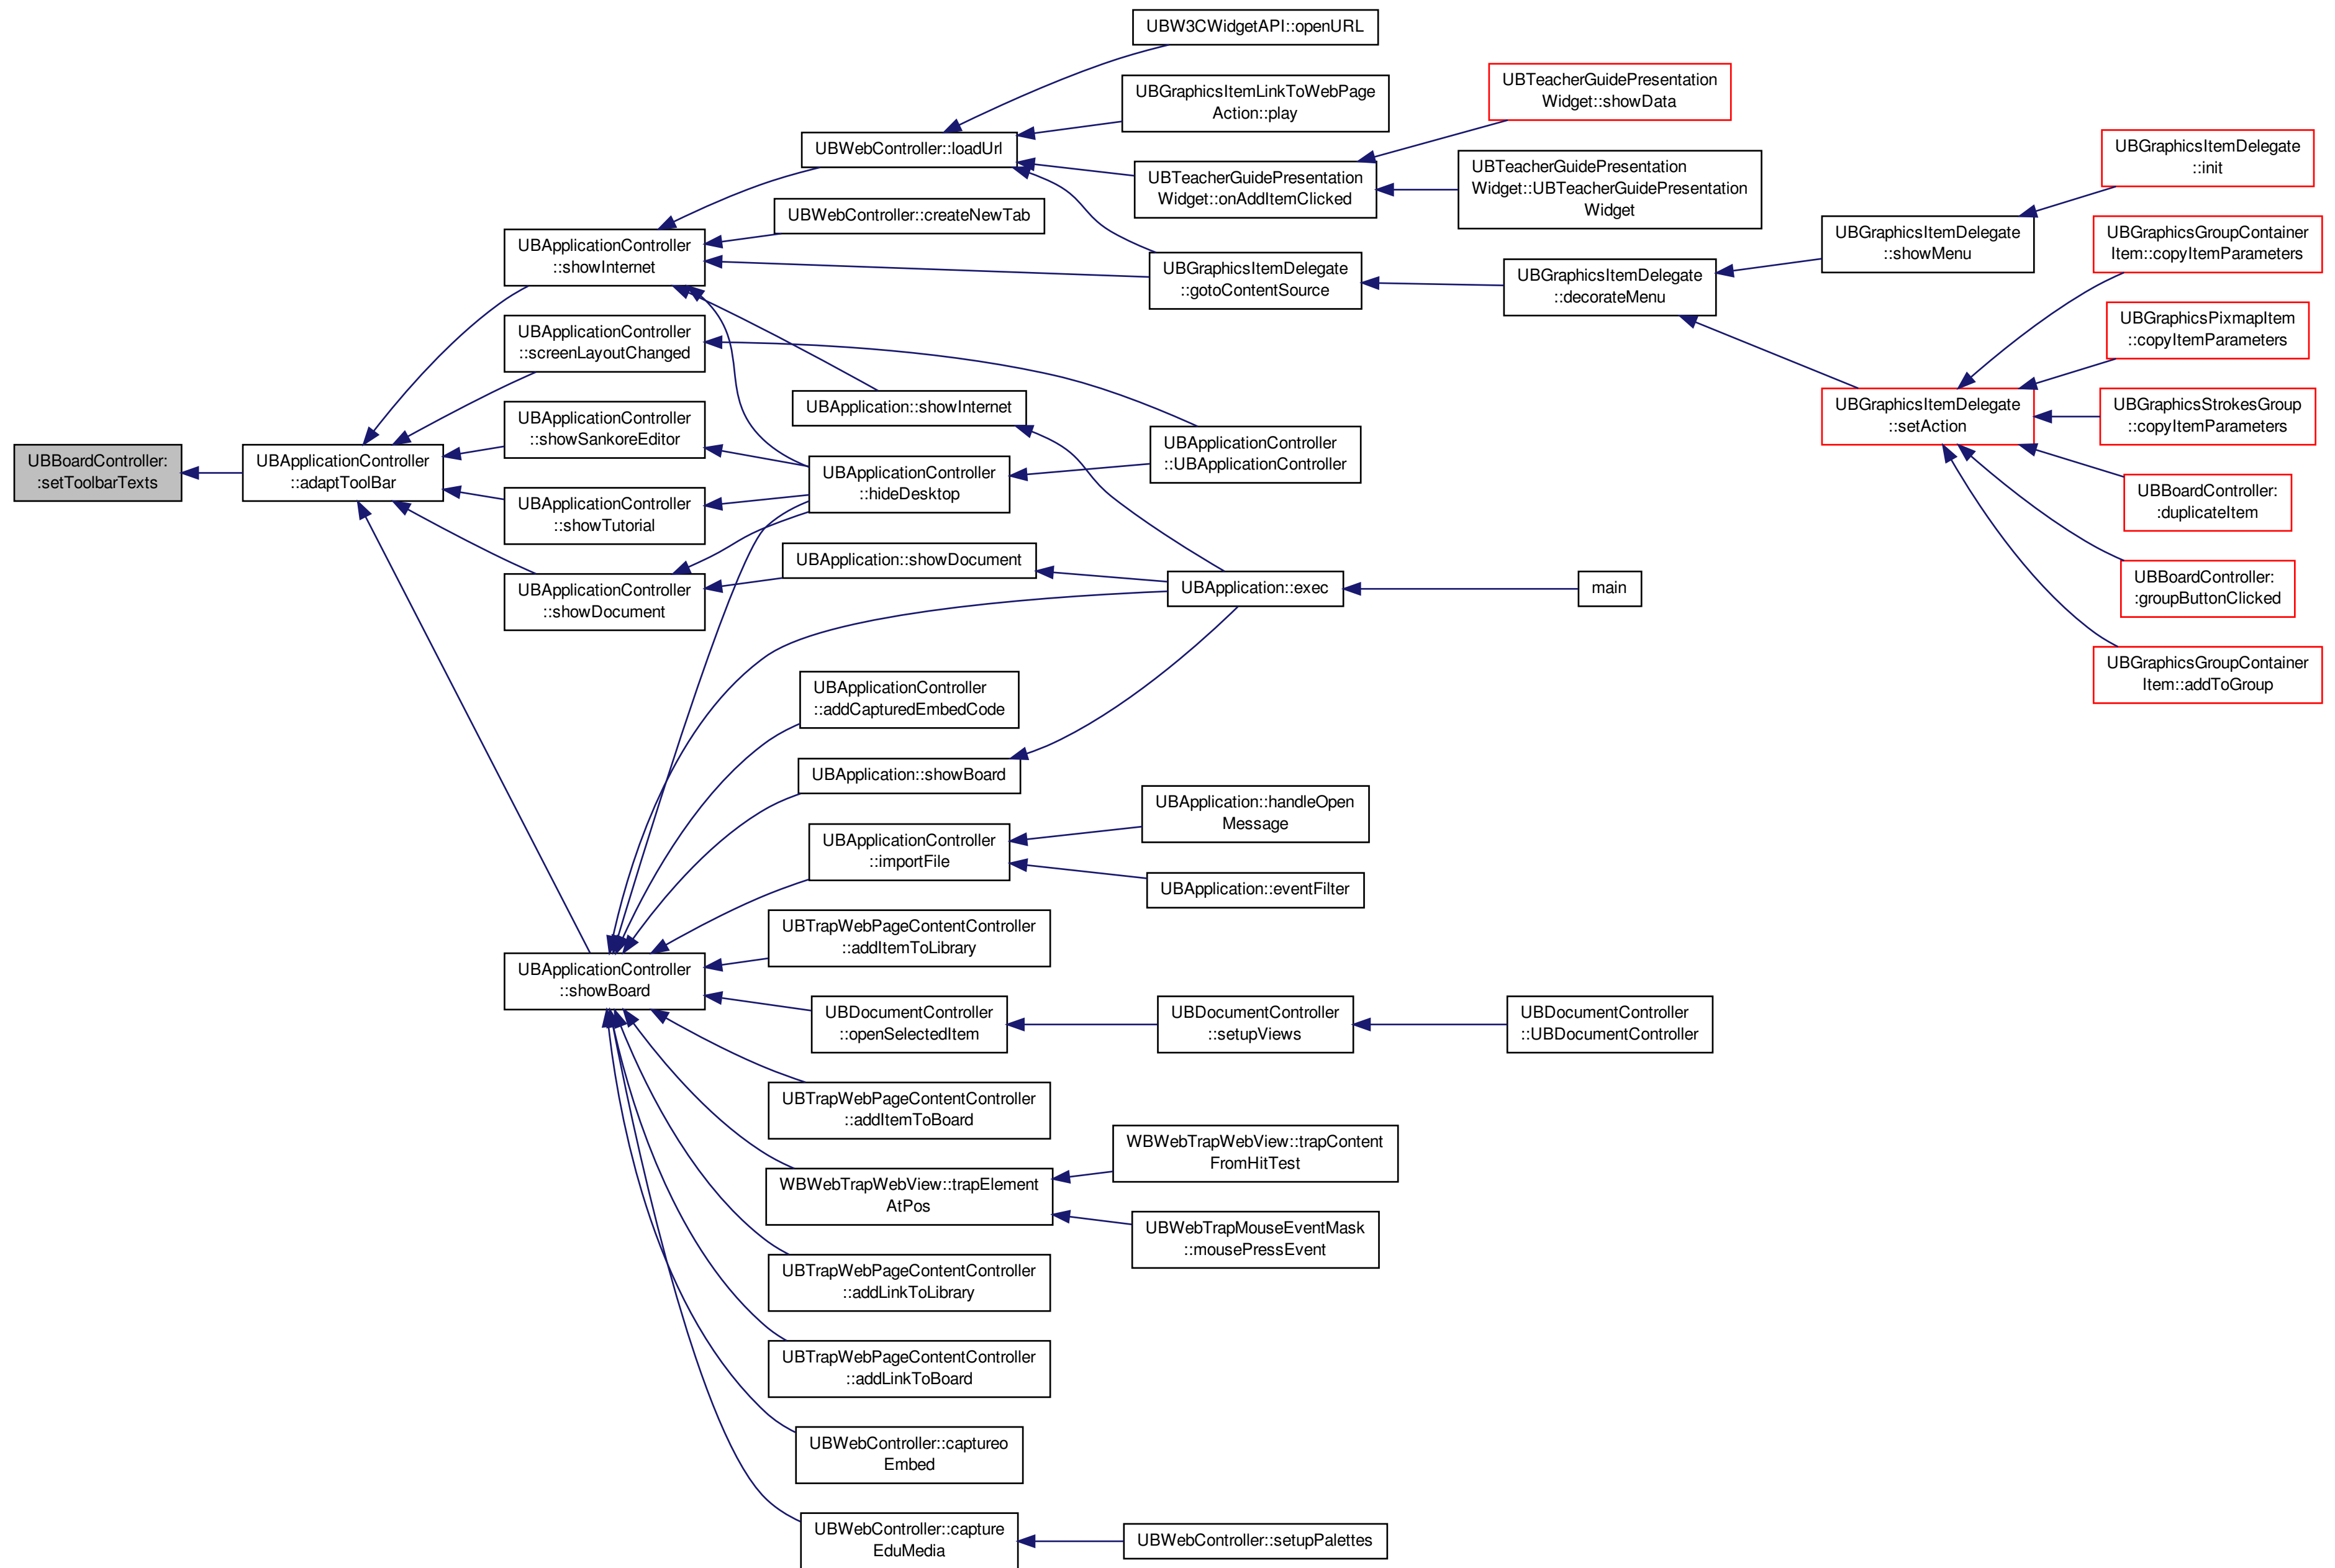 UBBoardController:
:setToolbarTexts
UBApplicationController
::adaptToolBar
UBApplicationController
::showInternet
UBApplicationController
::screenLayoutChanged
UBApplicationController
::showSankoreEditor
UBApplicationController
::showTutorial
UBApplicationController
::showDocument
UBApplicationController
::showBoard
UBWebController::loadUrl
UBWebController::createNewTab
UBApplication::showInternet
UBApplicationController
::hideDesktop
UBApplication::showDocument
UBApplicationController
::addCapturedEmbedCode
UBApplication::showBoard
UBApplicationController
::importFile
UBTrapWebPageContentController
::addItemToLibrary
UBDocumentController
::openSelectedItem
UBTrapWebPageContentController
::addItemToBoard
WBWebTrapWebView::trapElement
AtPos
UBTrapWebPageContentController
::addLinkToLibrary
UBTrapWebPageContentController
::addLinkToBoard
UBWebController::captureo
Embed
UBWebController::capture
EduMedia
UBW3CWidgetAPI::openURL
UBGraphicsItemLinkToWebPage
Action::play
UBTeacherGuidePresentation
Widget::onAddItemClicked
UBGraphicsItemDelegate
::gotoContentSource
UBApplicationController
::UBApplicationController
UBApplication::exec
UBApplication::handleOpen
Message
UBApplication::eventFilter
UBDocumentController
::setupViews
WBWebTrapWebView::trapContent
FromHitTest
UBWebTrapMouseEventMask
::mousePressEvent
UBWebController::setupPalettes
UBTeacherGuidePresentation
Widget::showData
UBTeacherGuidePresentation
Widget::UBTeacherGuidePresentation
Widget
UBGraphicsItemDelegate
::decorateMenu
main
UBDocumentController
::UBDocumentController
UBGraphicsItemDelegate
::showMenu
UBGraphicsItemDelegate
::setAction
UBGraphicsItemDelegate
::init
UBGraphicsGroupContainer
Item::copyItemParameters
UBGraphicsPixmapItem
::copyItemParameters
UBGraphicsStrokesGroup
::copyItemParameters
UBBoardController:
:duplicateItem
UBBoardController:
:groupButtonClicked
UBGraphicsGroupContainer
Item::addToGroup